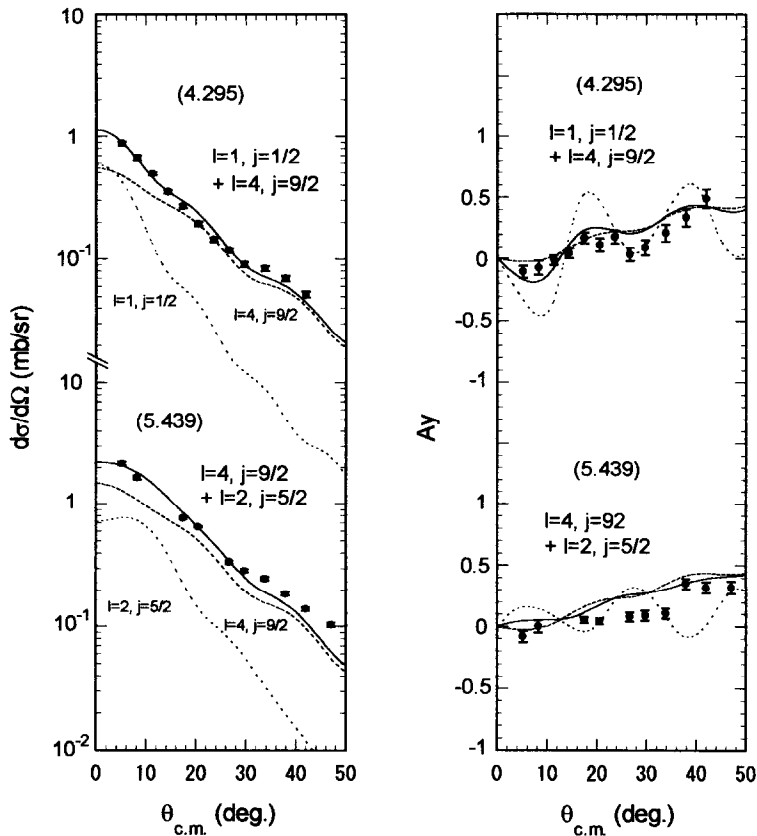 10
1
10-1
10
1
10-1
10-2
dσ/dΩ (mb/sr)
(4.295)
l=1, j=1/2
+ l=4, j=9/2
l=1, j=1/2
l=4, j=9/2
(5.439)
l=4, j=9/2
+ l=2, j=5/2
l=2, j=5/2
l=4, j=9/2
0 10 20 30 40 50
θc.m. (deg.)
Ay
1
0.5
0
-0.5
-1
1
0.5
0
-0.5
-1
(4.295)
l=1, j=1/2
+ l=4, j=9/2
(5.439)
l=4, j=92
+ l=2, j=5/2
0 10 20 30 40 50
θc.m. (deg.)